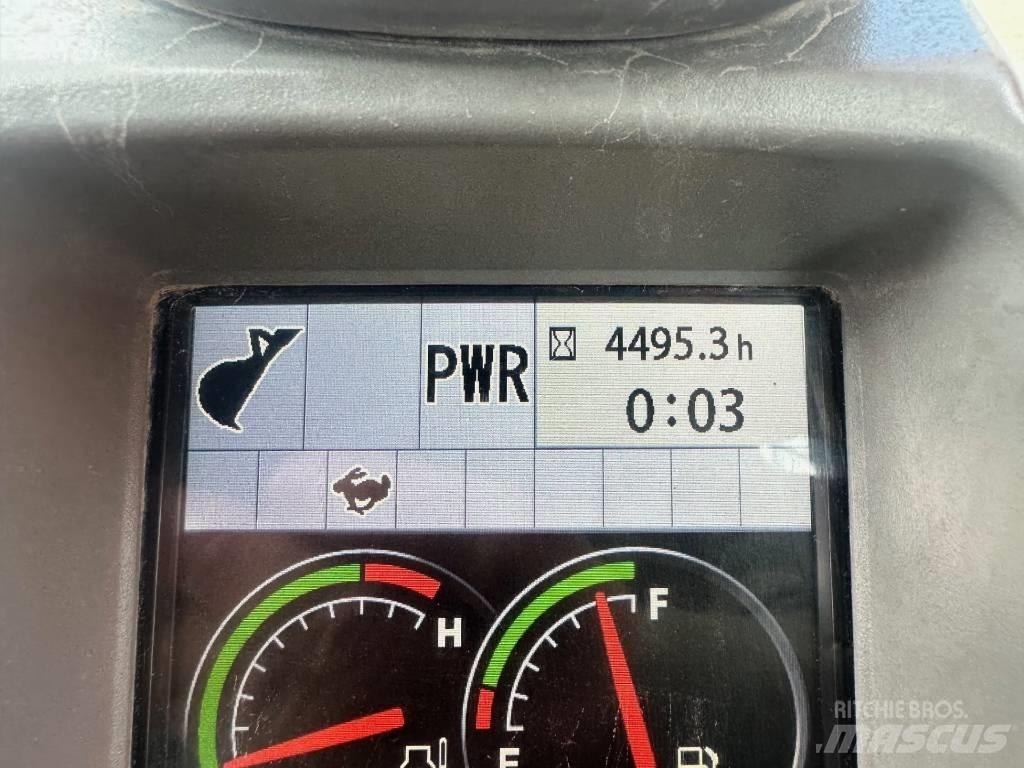 PWR
4495.3 h
0:03
H
F
E
RITCHIE BROS.
MASCUS